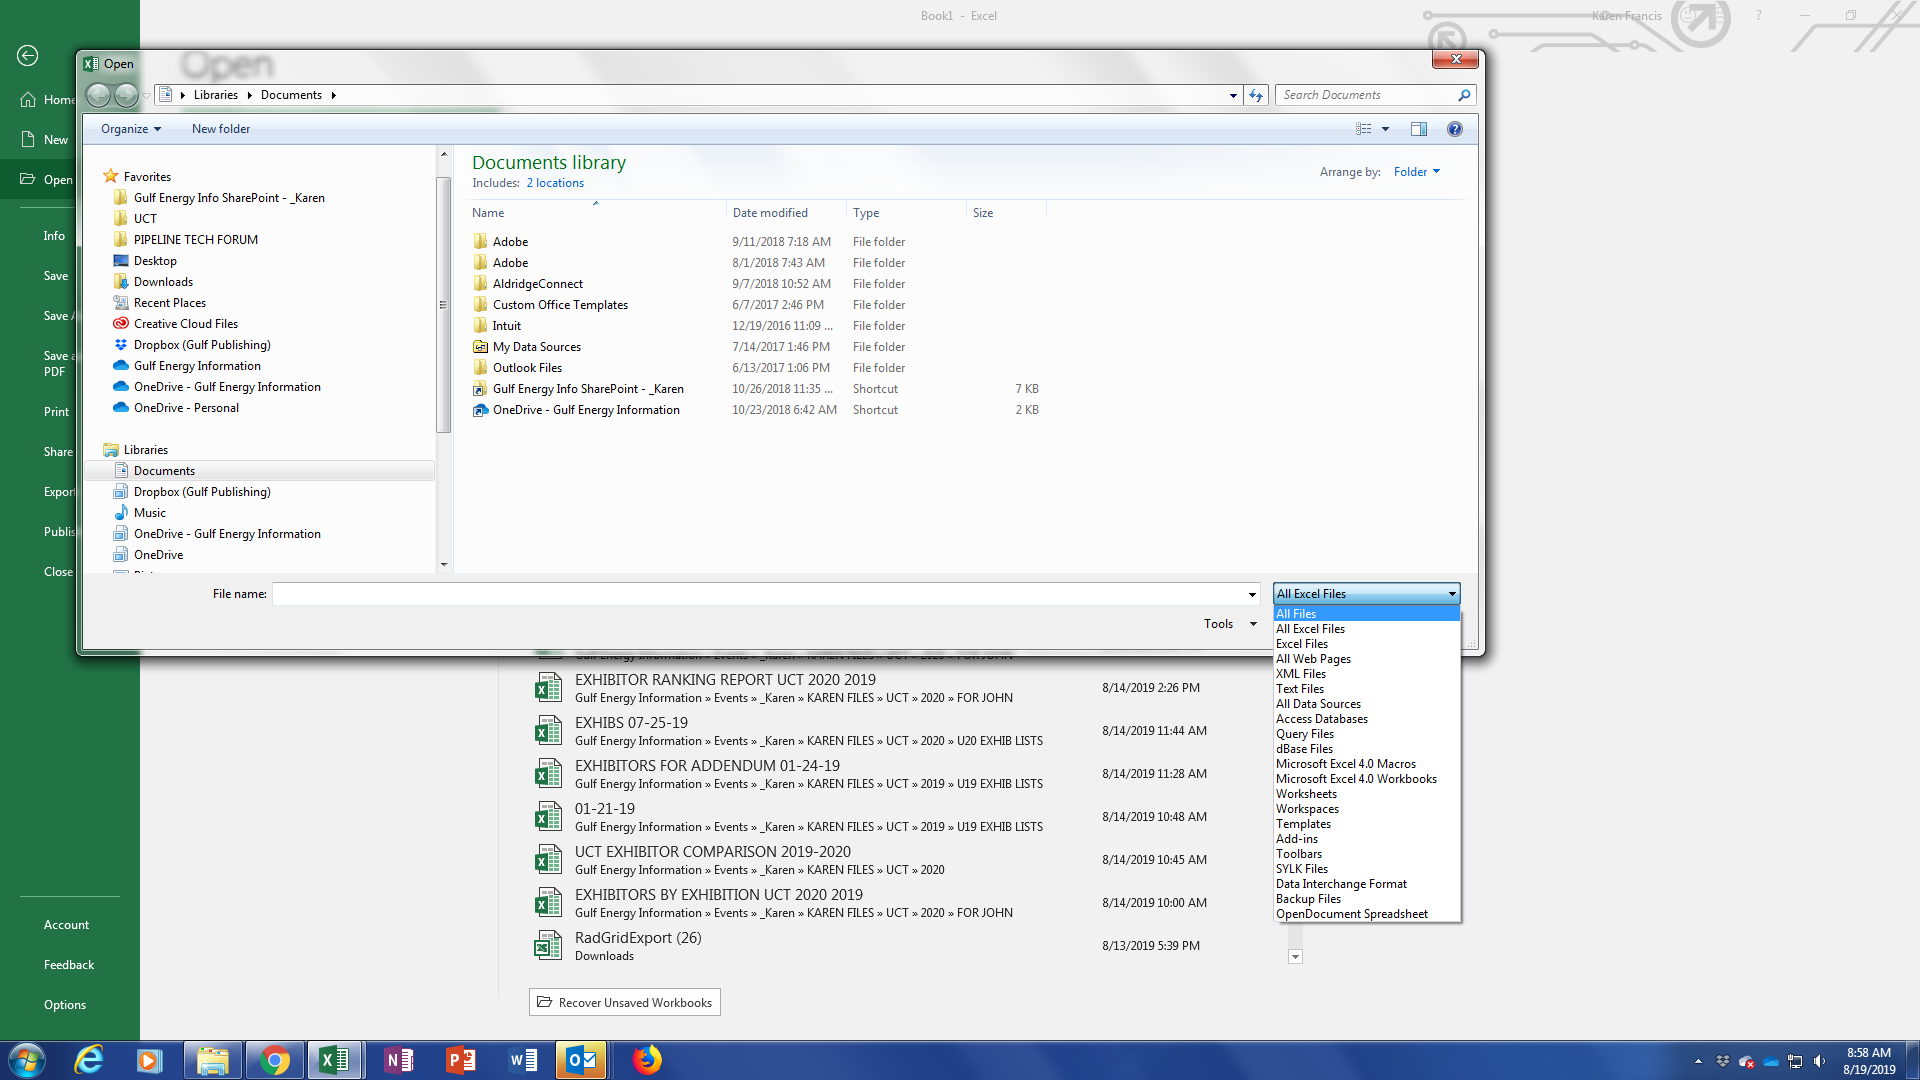 Book1 - Excel
Karen Francis
?
Open
Open
Libraries
Documents
Search Documents
Organize
New folder
Home
New
Open
Info
Save
Save A
Save a
PDF
Print
Share
Export
Publis
Close
Account
Feedback
Options
Favorites
Gulf Energy Info SharePoint - _Karen
UCT
PIPELINE TECH FORUM
Desktop
Downloads
Recent Places
Creative Cloud Files
Dropbox (Gulf Publishing)
Gulf Energy Information
OneDrive - Gulf Energy Information
OneDrive - Personal
Libraries
Documents
Dropbox (Gulf Publishing)
Music
OneDrive - Gulf Energy Information
OneDrive
Documents library
Includes: 2 locations
Arrange by: Folder
Name Date modified Type Size
Adobe 9/11/2018 7:18 AM File folder
Adobe 8/1/2018 7:43 AM File folder
AldridgeConnect 9/7/2018 10:52 AM File folder
Custom Office Templates 6/7/2017 2:46 PM File folder
Intuit 12/19/2016 11:09 ... File folder
My Data Sources 7/14/2017 1:46 PM File folder
Outlook Files 6/13/2017 1:06 PM File folder
Gulf Energy Info SharePoint - _Karen 10/26/2018 11:35 ... Shortcut 7 KB
OneDrive - Gulf Energy Information 10/23/2018 6:42 AM Shortcut 2 KB
File name:
All Excel Files
Tools
All Files
All Excel Files
Excel Files
All Web Pages
XML Files
Text Files
All Data Sources
Access Databases
Query Files
dBase Files
Microsoft Excel 4.0 Macros
Microsoft Excel 4.0 Workbooks
Worksheets
Workspaces
Templates
Add-ins
Toolbars
SYLK Files
Data Interchange Format
Backup Files
OpenDocument Spreadsheet
EXHIBITOR RANKING REPORT UCT 2020 2019
Gulf Energy Information » Events » _Karen » KAREN FILES » UCT » 2020 » FOR JOHN
8/14/2019 2:26 PM
EXHIBS 07-25-19
Gulf Energy Information » Events » _Karen » KAREN FILES » UCT » 2020 » U20 EXHIB LISTS
8/14/2019 11:44 AM
EXHIBITORS FOR ADDENDUM 01-24-19
Gulf Energy Information » Events » _Karen » KAREN FILES » UCT » 2019 » U19 EXHIB LISTS
8/14/2019 11:28 AM
01-21-19
Gulf Energy Information » Events » _Karen » KAREN FILES » UCT » 2019 » U19 EXHIB LISTS
8/14/2019 10:48 AM
UCT EXHIBITOR COMPARISON 2019-2020
Gulf Energy Information » Events » _Karen » KAREN FILES » UCT » 2020
8/14/2019 10:45 AM
EXHIBITORS BY EXHIBITION UCT 2020 2019
Gulf Energy Information » Events » _Karen » KAREN FILES » UCT » 2020 » FOR JOHN
8/14/2019 10:00 AM
RadGridExport (26)
Downloads
8/13/2019 5:39 PM
Recover Unsaved Workbooks
8:58 AM
8/19/2019